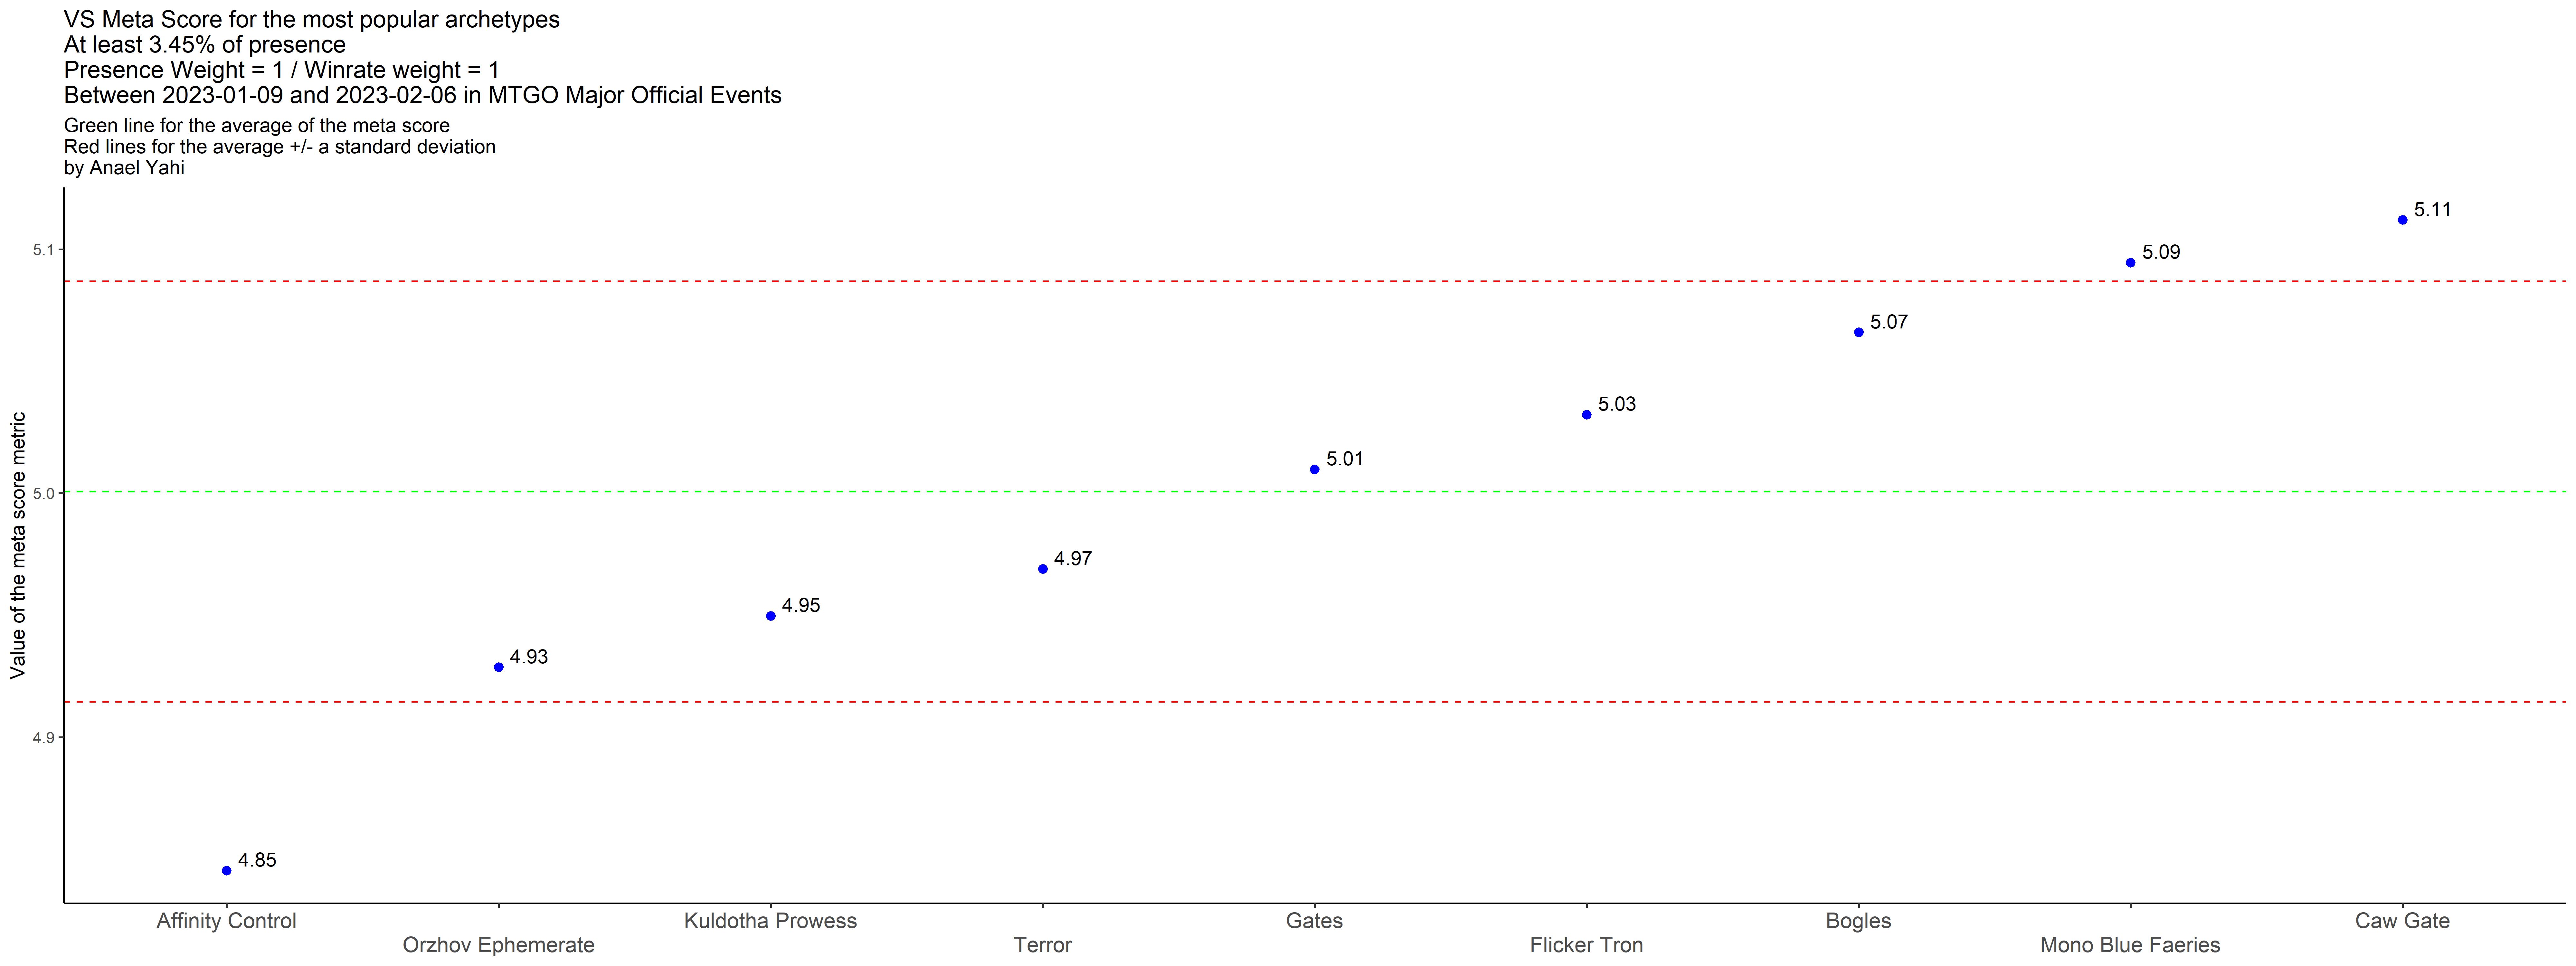 VS Meta Score for the most popular archetypes
At least 3.45% of presence
Presence Weight = 1 / Winrate weight = 1
Between 2023-01-09 and 2023-02-06 in MTGO Major Official Events
Green line for the average of the meta score
Red lines for the average +/- a standard deviation
by Anael Yahi
Value of the meta score metric
5.1
5.0
4.9
4.85
4.93
4.95
4.97
5.01
5.03
5.07
5.09
5.11
Affinity Control
Orzhov Ephemerate
Kuldotha Prowess
Terror
Gates
Flicker Tron
Bogles
Mono Blue Faeries
Caw Gate